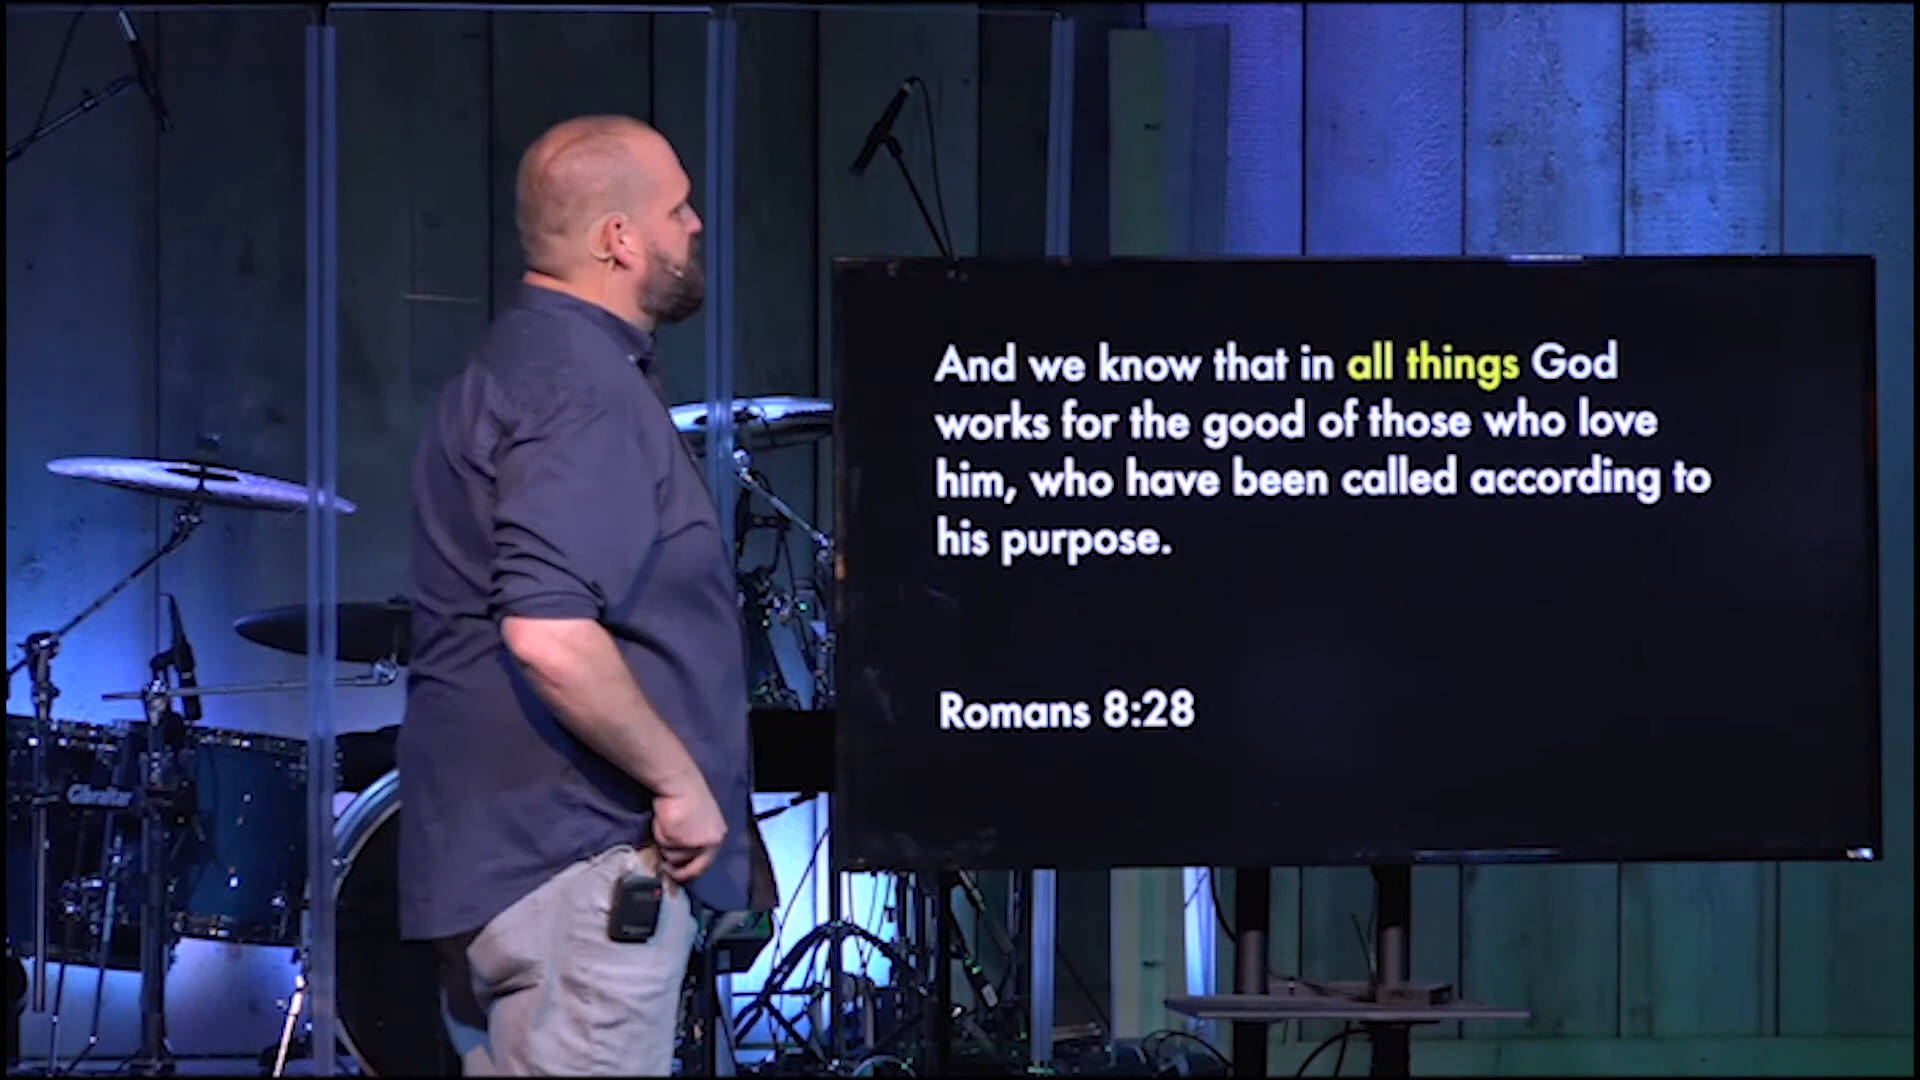 And we know that in all things God
works for the good of those who love
him, who have been called according to
his purpose.
Romans 8:28
Gibraltar